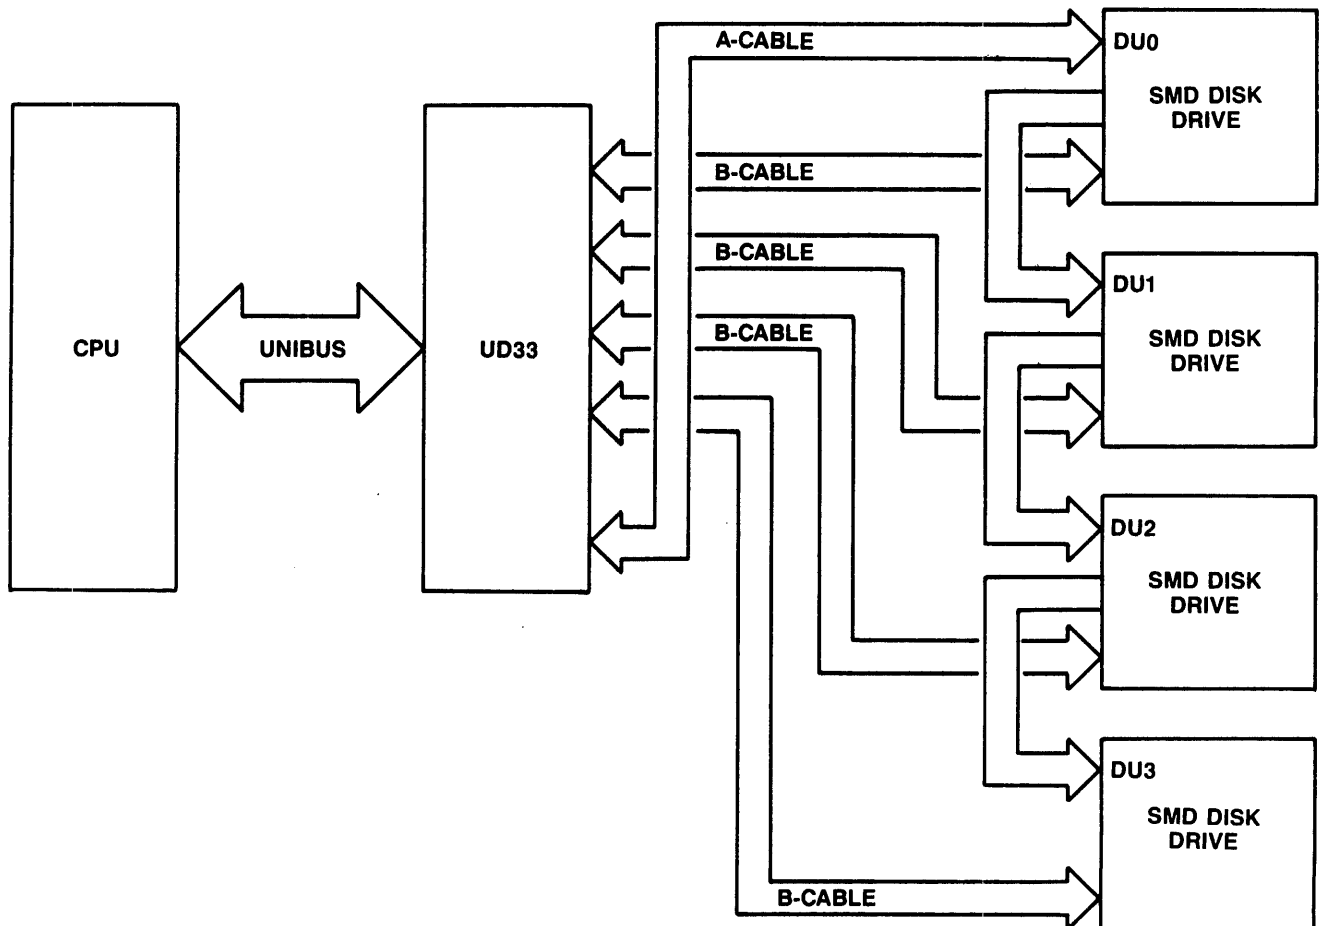 A-CABLE
DU0
SMD DISK
DRIVE
B-CABLE
B-CABLE
DU1
B-CABLE
CPU
UNIBUS
UD33
SMD DISK
DRIVE
DU2
SMD DISK
DRIVE
DU3
SMD DISK
DRIVE
B-CABLE